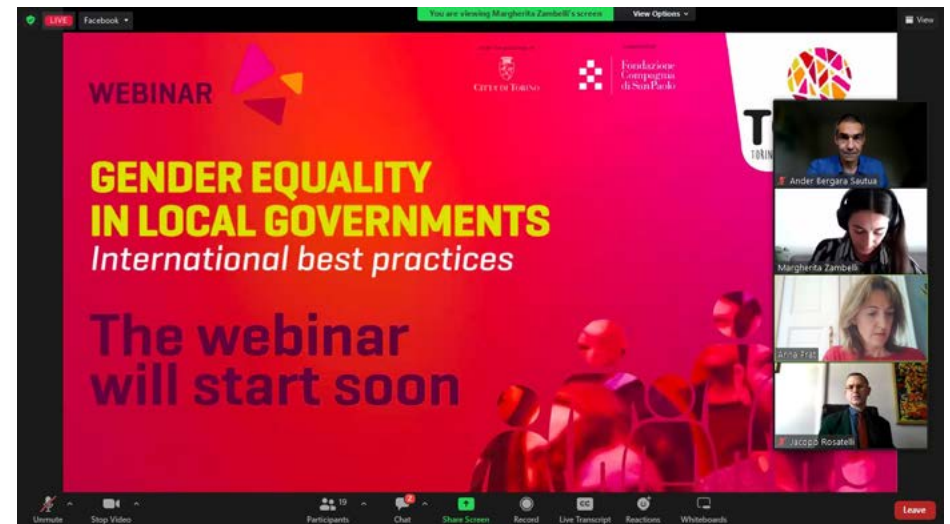 LIVE
Facebook
You are viewing Margherita Zambelli's screen
View Options
View
WEBINAR
CITTÀ DI TORINO
Fondazione
Compagnia
di San Paolo
GENDER EQUALITY
IN LOCAL GOVERNMENTS
International best practices
The webinar
will start soon
Ander Bergara Sautua
Margherita Zambelli
Anna Prat
Jacopo Rosatelli
Unmute
Stop Video
19
Participants
2
Chat
Share Screen
Record
CC
Live Transcript
Reactions
Whiteboards
Leave